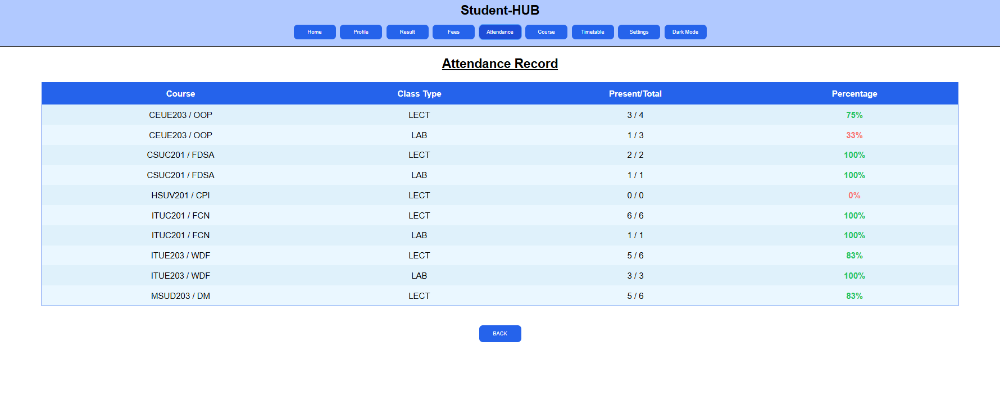 Student-HUB
Home Profile Result Fees Attendance Course Timetable Settings Dark Mode
Attendance Record
Course Class Type Present/Total Percentage
CEUE203 / OOP LECT 3 / 4 75%
CEUE203 / OOP LAB 1 / 3 33%
CSUC201 / FDSA LECT 2 / 2 100%
CSUC201 / FDSA LAB 1 / 1 100%
HSUV201 / CPI LECT 0 / 0 0%
ITUC201 / FCN LECT 6 / 6 100%
ITUC201 / FCN LAB 1 / 1 100%
ITUE203 / WDF LECT 5 / 6 83%
ITUE203 / WDF LAB 3 / 3 100%
MSUD203 / DM LECT 5 / 6 83%
BACK